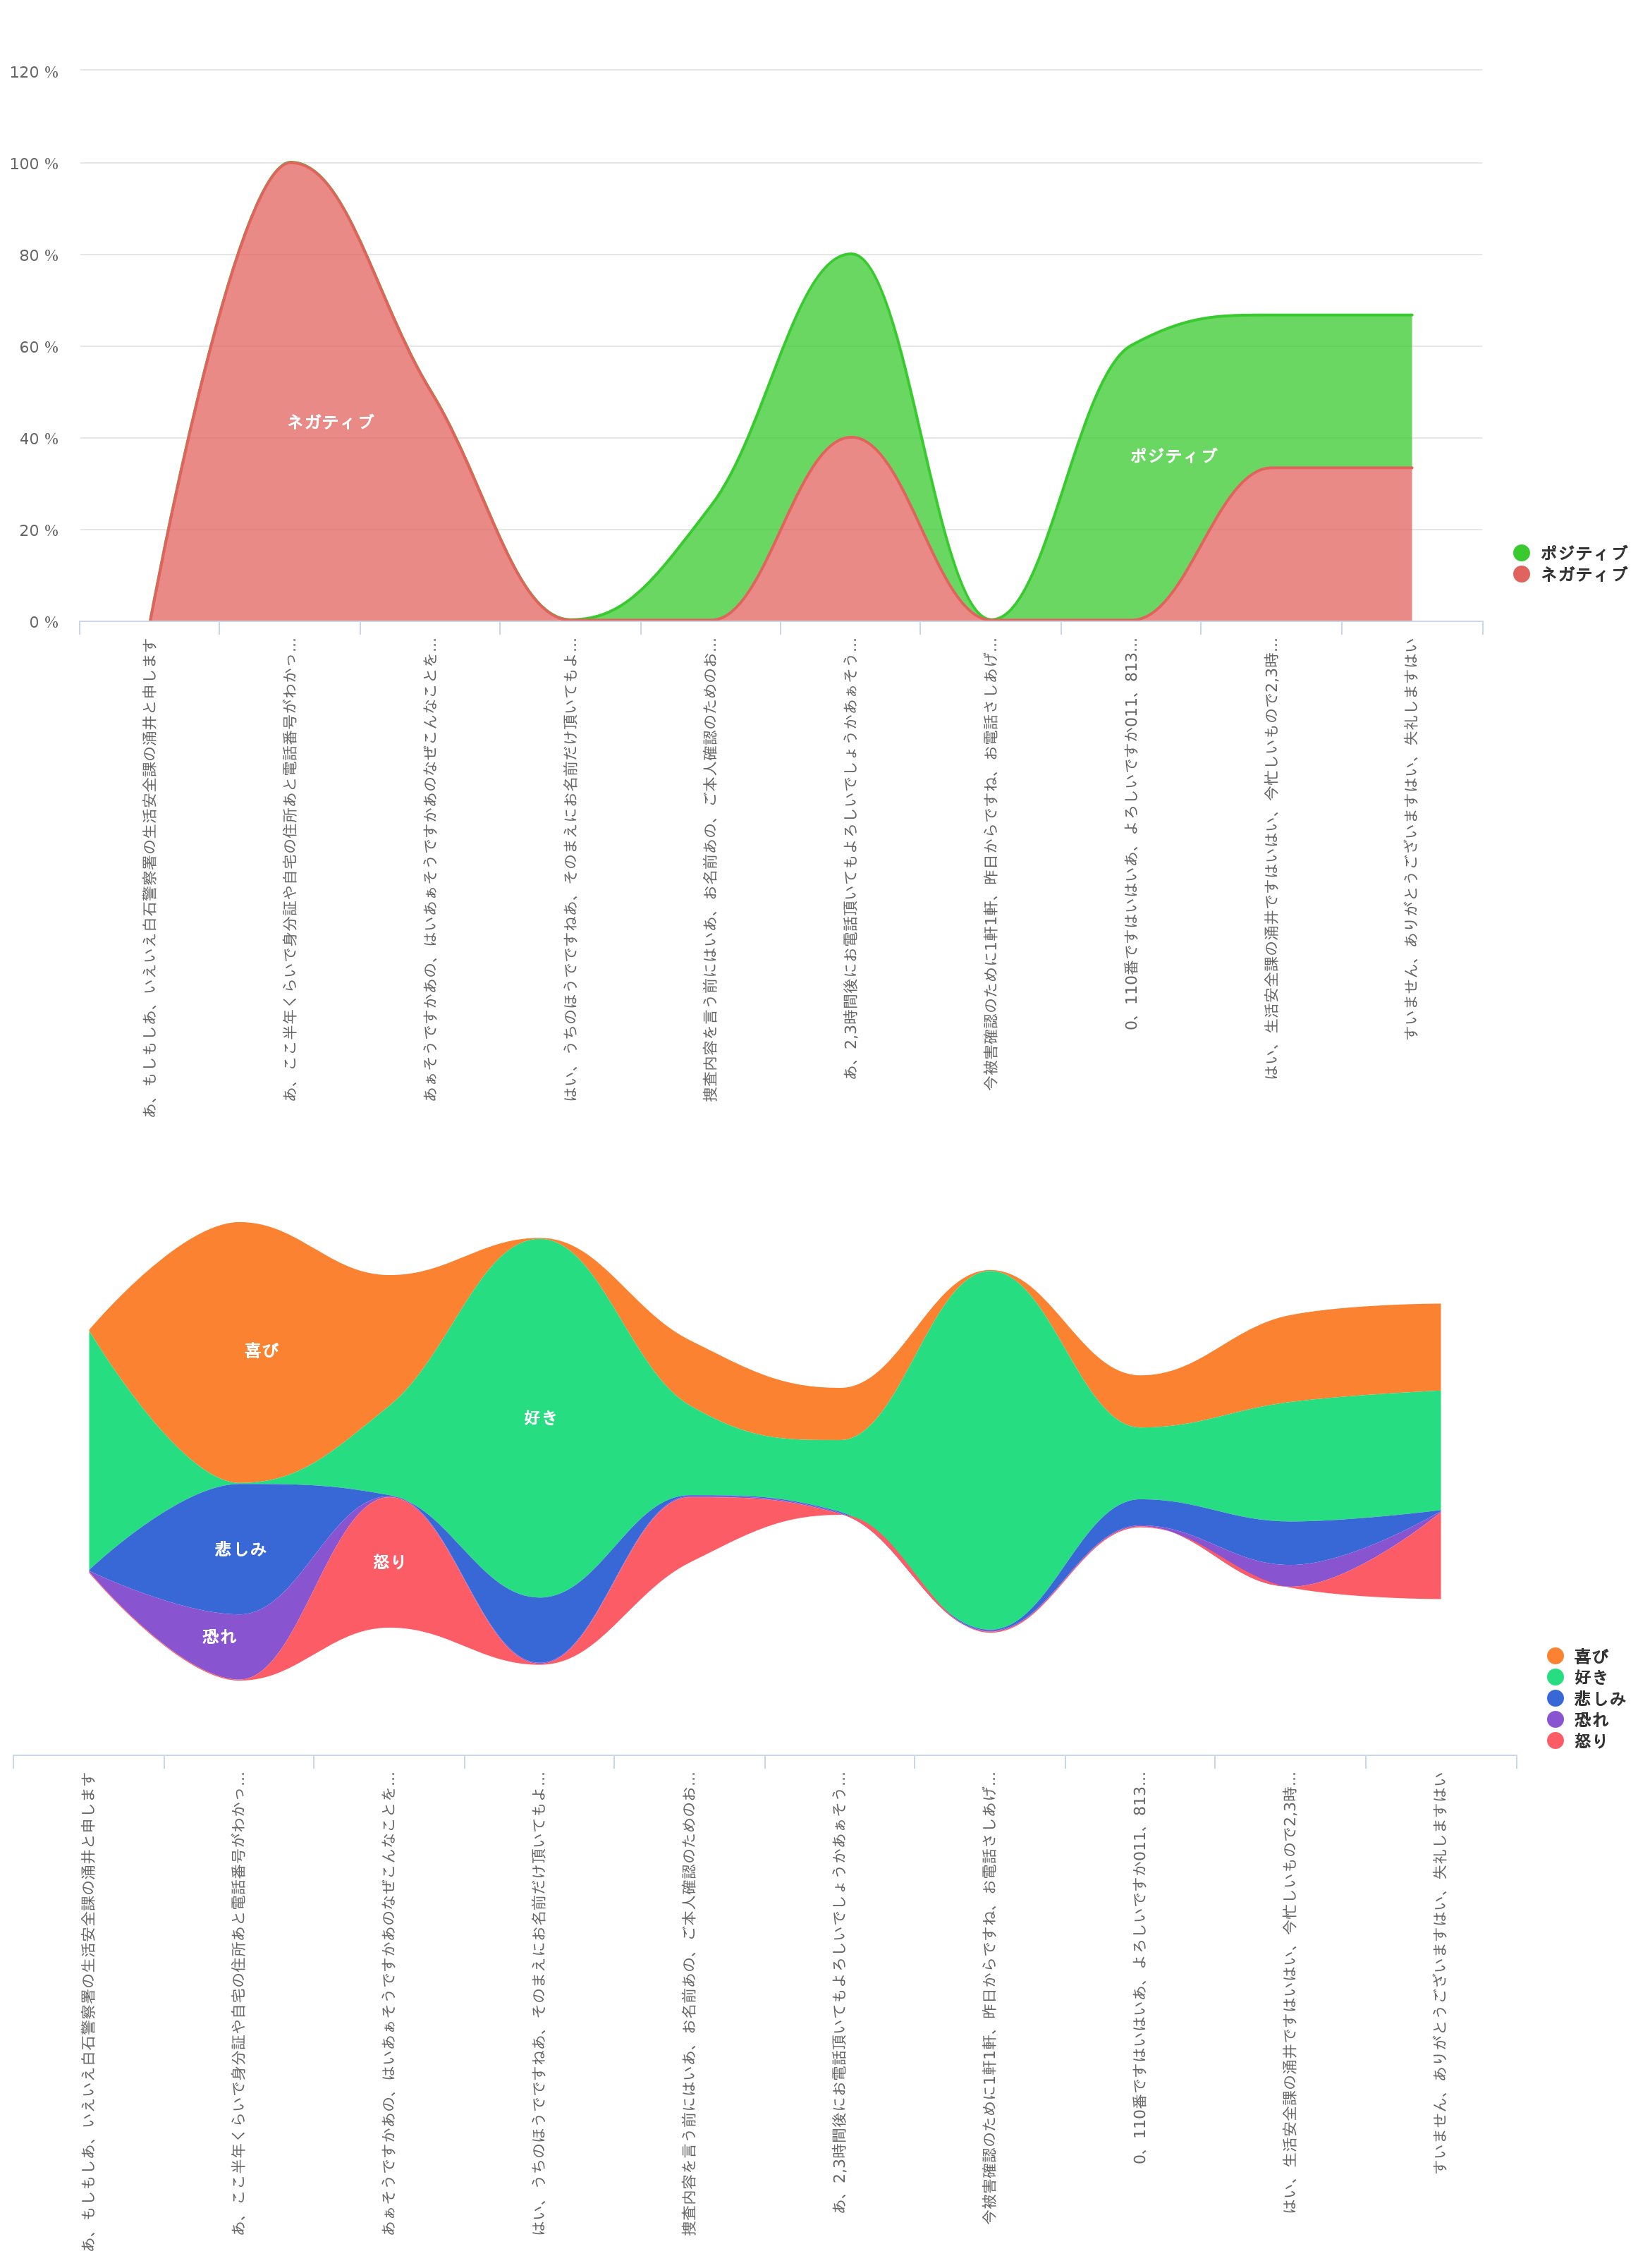 120 %
100 %
80 %
60 %
40 %
20 %
0 %
ネガティブ
ポジティブ
ポジティブ
ネガティブ
あ、もしもしあ、いえいえ白石警察署の生活安全課の涌井と申します
あ、ここ半年くらいで身分証や自宅の住所あと電話番号がわかっ…
あぁそうですかあの、はいあぁそうですかあのなぜこんなことを…
はい、うちのほうでですねあ、そのまえにお名前だけ頂いてもよ…
捜査内容を言う前にはいあ、お名前あの、ご本人確認のためのお…
あ、2,3時間後にお電話頂いてもよろしいでしょうかあぁそう…
今被害確認のために1軒1軒、昨日からですね、お電話さしあげ…
0、110番ですはいはいあ、よろしいですか011、813…
はい、生活安全課の涌井ですはいはい、今忙しいもので2,3時…
すいません、ありがとうございますはい、失礼しますはい
喜び
好き
悲しみ
怒り
恐れ
喜び
好き
悲しみ
恐れ
怒り
あ、もしもしあ、いえいえ白石警察署の生活安全課の涌井と申します
あ、ここ半年くらいで身分証や自宅の住所あと電話番号がわかっ…
あぁそうですかあの、はいあぁそうですかあのなぜこんなことを…
はい、うちのほうでですねあ、そのまえにお名前だけ頂いてもよ…
捜査内容を言う前にはいあ、お名前あの、ご本人確認のためのお…
あ、2,3時間後にお電話頂いてもよろしいでしょうかあぁそう…
今被害確認のために1軒1軒、昨日からですね、お電話さしあげ…
0、110番ですはいはいあ、よろしいですか011、813…
はい、生活安全課の涌井ですはいはい、今忙しいもので2,3時…
すいません、ありがとうございますはい、失礼しますはい